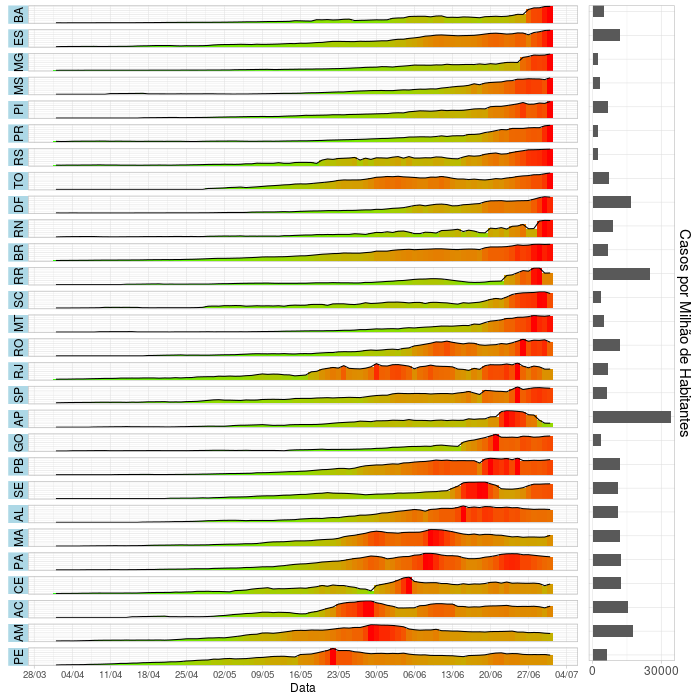 BA
ES
MG
MS
PI
PR
RS
TO
DF
RN
BR
RR
SC
MT
RO
RJ
SP
AP
GO
PB
SE
AL
MA
PA
CE
AC
AM
PE
28/03 04/04 11/04 18/04 25/04 02/05 09/05 16/05 23/05 30/05 06/06 13/06 20/06 27/06 04/07
Data
0 30000
Casos por Milhão de Habitantes